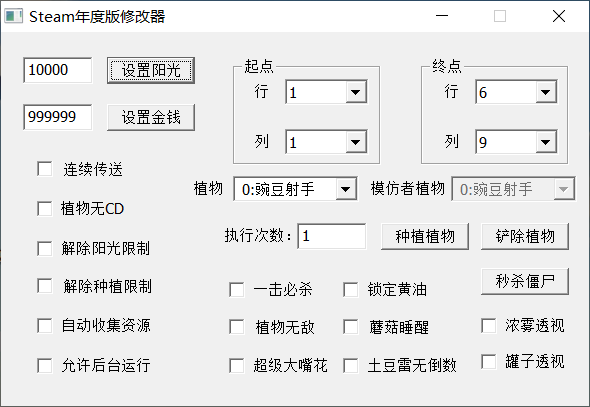 Steam年度版修改器
10000 设置阳光
999999 设置金钱
起点
行 1
列 1
终点
行 6
列 9
连续传送
植物无CD
解除阳光限制
解除种植限制
自动收集资源
允许后台运行
植物 0:豌豆射手 模仿者植物 0:豌豆射手
执行次数: 1 种植植物 铲除植物
秒杀僵尸
一击必杀 锁定黄油
植物无敌 蘑菇睡醒
超级大嘴花 土豆雷无倒数
浓雾透视
罐子透视